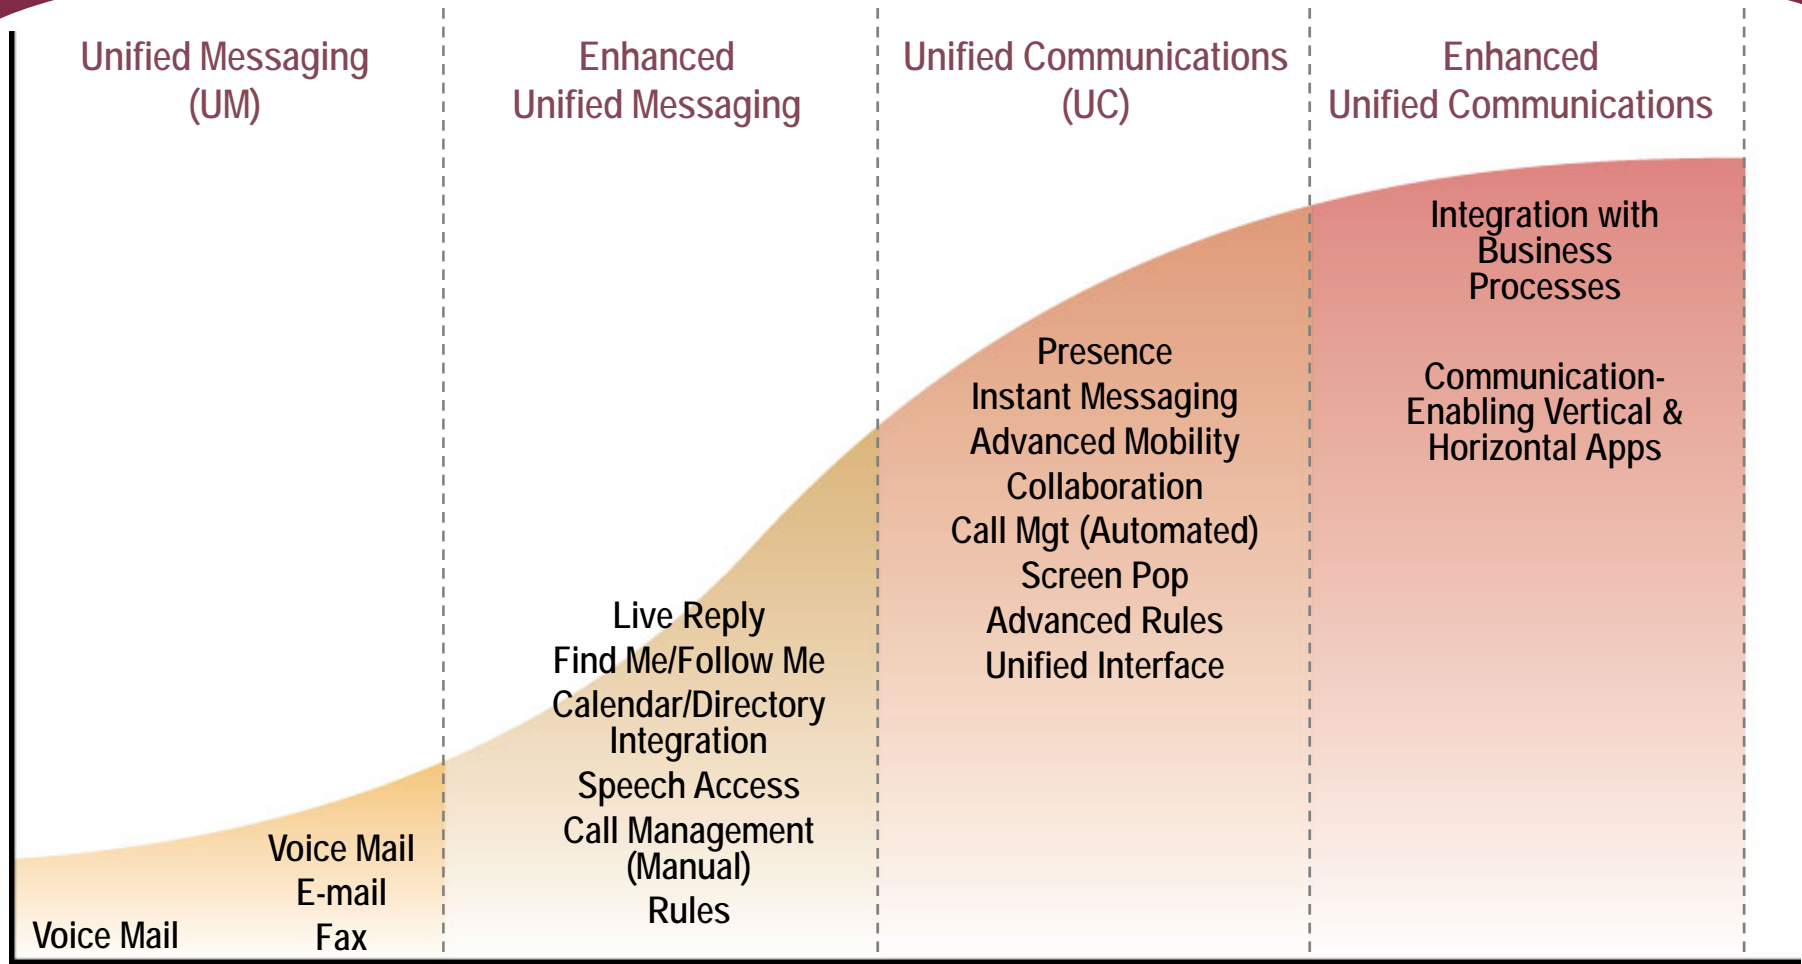 Unified Messaging
(UM)
Enhanced
Unified Messaging
Unified Communications
(UC)
Enhanced
Unified Communications
Voice Mail
Voice Mail
E-mail
Fax
Live Reply
Find Me/Follow Me
Calendar/Directory
Integration
Speech Access
Call Management
(Manual)
Rules
Presence
Instant Messaging
Advanced Mobility
Collaboration
Call Mgt (Automated)
Screen Pop
Advanced Rules
Unified Interface
Integration with
Business
Processes
Communication-
Enabling Vertical &
Horizontal Apps